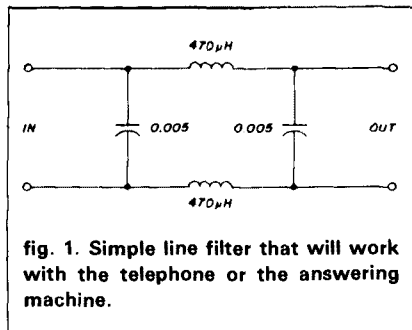 470µH
IN 0.005 0.005 OUT
470µH
fig. 1. Simple line filter that will work
with the telephone or the answering
machine.